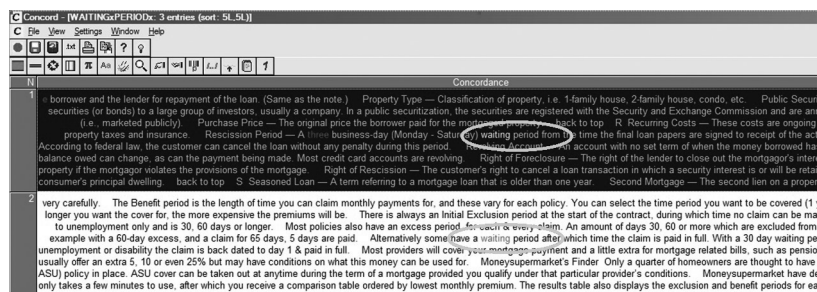 Concord - [WAITINGxPERIODx: 3 entries (sort: 5L,5L)]
File View Settings Window Help
.txt ?
π Aa 1
N Concordance
1 borrower and the lender for repayment of the loan. (Same as the note.) Property Type — Classification of property, i.e. 1-family house, 2-family house, condo, etc. Public Secur
securities (or bonds) to a large group of investors, usually a company. In a public securitization, the securities are registered with the Security and Exchange Commission and are an
(i.e., marketed publicly). Purchase Price — The original price the borrower paid for the mortgaged property. back to top R Recurring Costs — These costs are ongoing
property taxes and insurance. Rescission Period — A three business-day (Monday - Saturday) waiting period from the time the final loan papers are signed to receipt of the act
According to federal law, the customer can cancel the loan without any penalty during this period. Revolving Account — An account with no set term of when the money borrowed ha
balance owed can change, as can the payment being made. Most credit card accounts are revolving. Right of Foreclosure — The right of the lender to close out the mortgagor's inter
property if the mortgagor violates the provisions of the mortgage. Right of Rescission — The customer's right to cancel a loan transaction in which a security interest is or will be reta
consumer's principal dwelling. back to top S Seasoned Loan — A term referring to a mortgage loan that is older than one year. Second Mortgage — The second lien on a prope
2 very carefully. The Benefit period is the length of time you can claim monthly payments for, and these vary for each policy. You can select the time period you want to be covered (1
longer you want the cover for, the more expensive the premiums will be. There is always an Initial Exclusion period at the start of the contract, during which time no claim can be ma
to unemployment only and is 30, 60 days or longer. Most policies also have an excess period for each & every claim. An amount of days 30, 60 or more which are excluded from
example with a 60-day excess, and a claim for 65 days, 5 days are paid. Alternatively some have a waiting period after which time the claim is paid in full. With a 30 day waiting pe
unemployment or disability the claim is back dated to day 1 & paid in full. Most providers will cover your mortgage payment and a little extra for mortgage related bills, such as pensio
usually offer an extra 5, 10 or even 25% but may have conditions on what this money can be used for. Moneysupermarket's Finder Only a quarter of homeowners are thought to have
ASU) policy in place. ASU cover can be taken out at anytime during the term of a mortgage provided you qualify under that particular provider's conditions. Moneysupermarket have de
only takes a few minutes to use, after which you receive a comparison table ordered by lowest monthly premium. The results table also displays the exclusion and benefit periods for ea